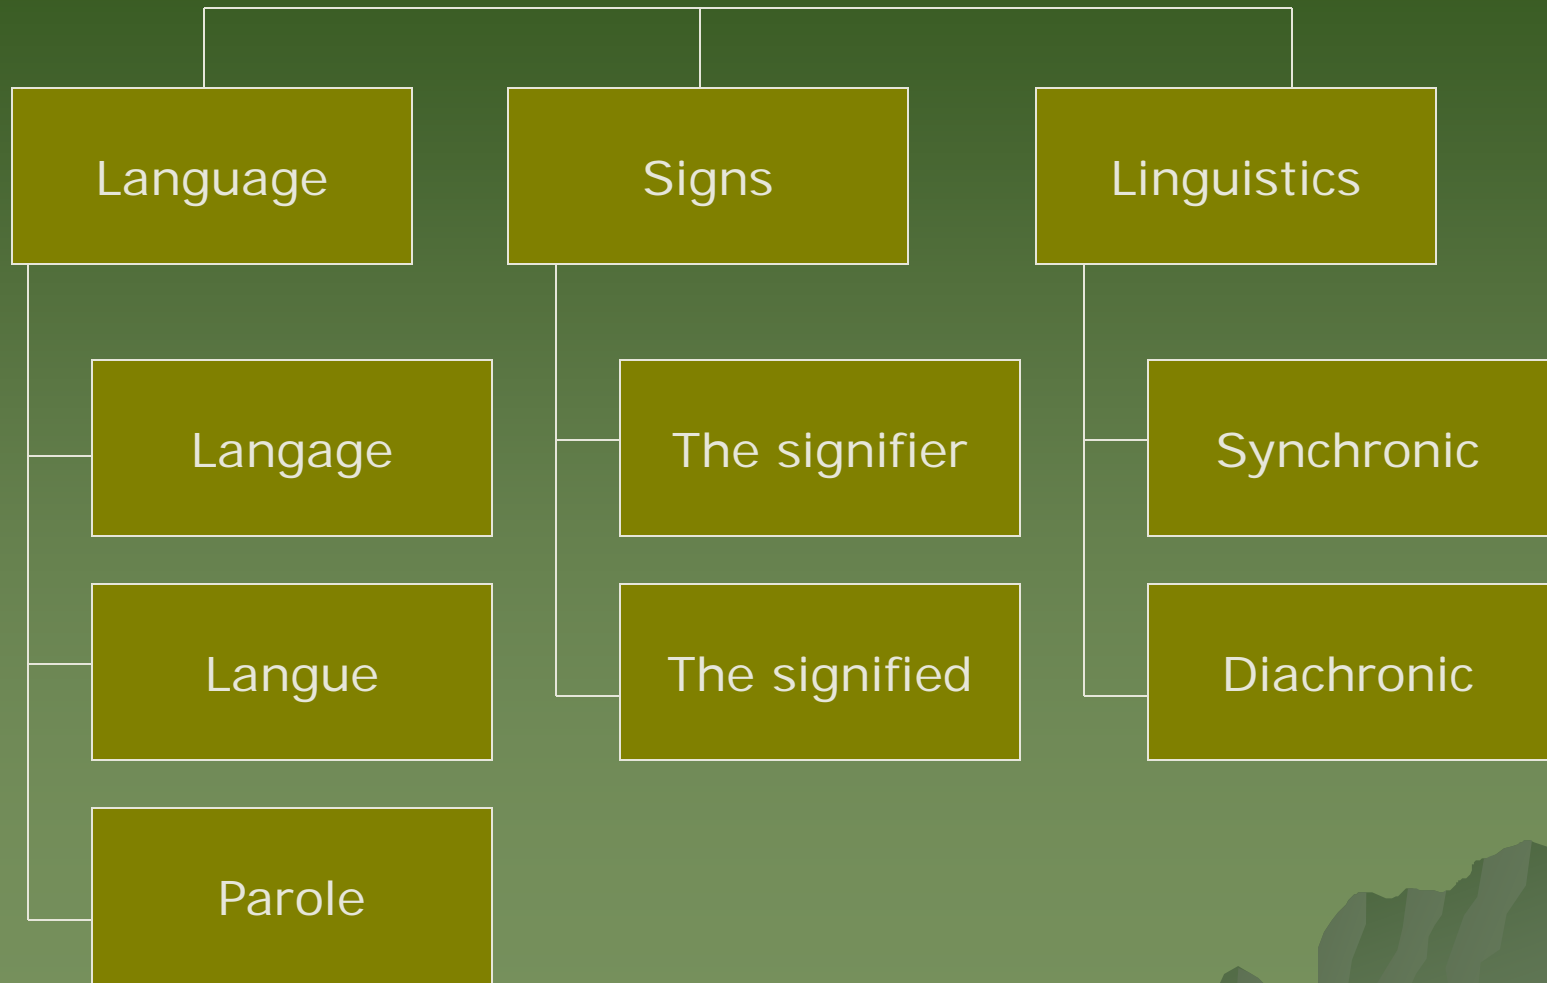 Language
Signs
Linguistics
Langage
The signifier
Synchronic
Langue
The signified
Diachronic
Parole